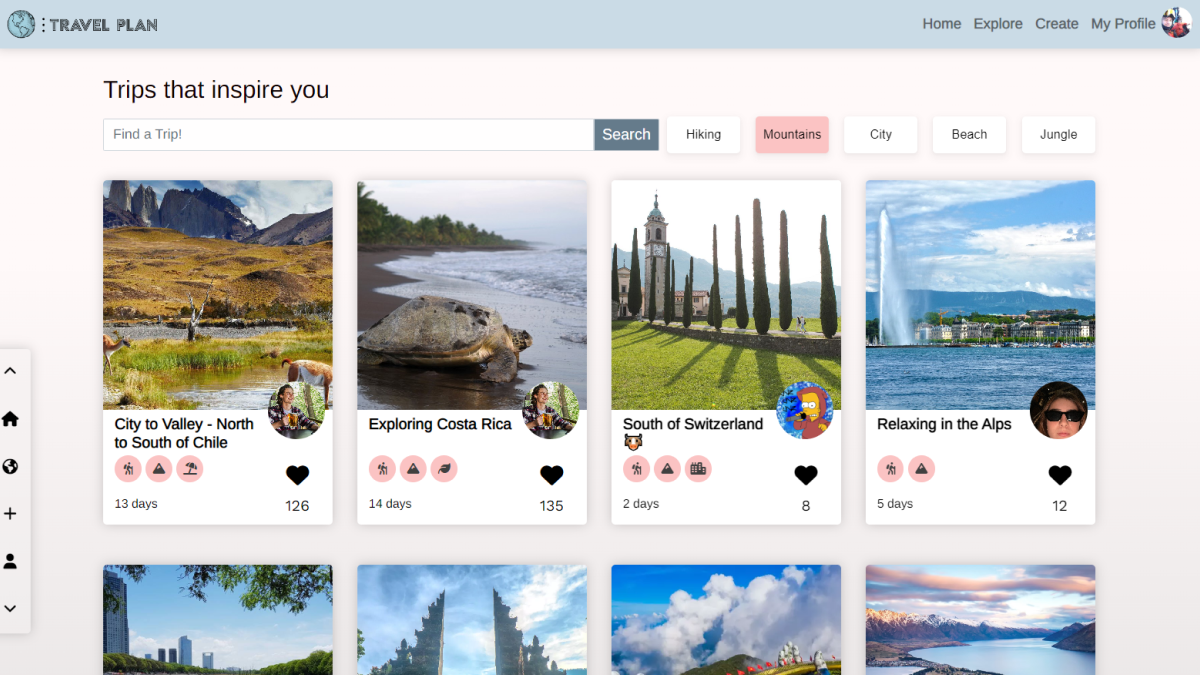 TRAVEL PLAN
Home Explore Create My Profile
Trips that inspire you
Find a Trip! Search Hiking Mountains City Beach Jungle
City to Valley - North
to South of Chile
13 days 126
Exploring Costa Rica
14 days 135
South of Switzerland
2 days 8
Relaxing in the Alps
5 days 12